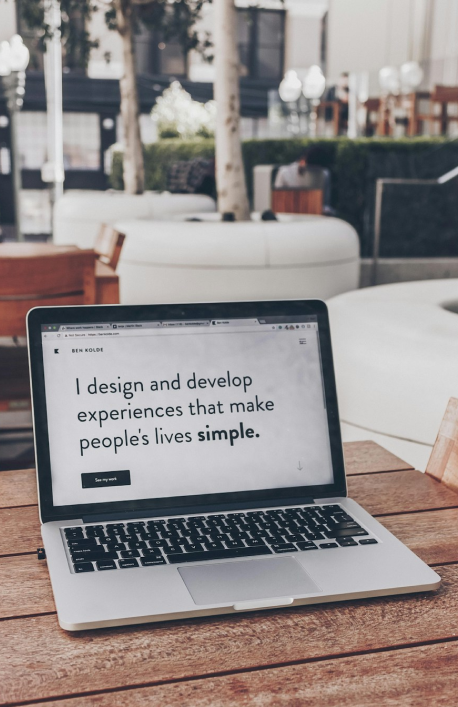 BEN KOLDE
I design and develop
experiences that make
people's lives simple.
See my work